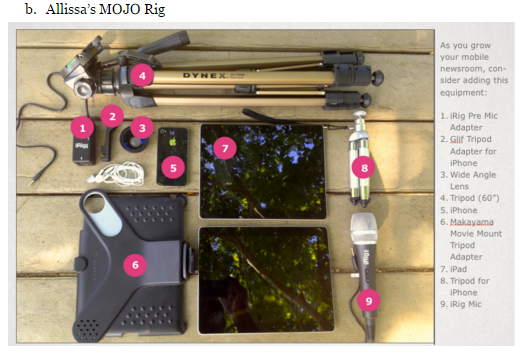 b. Allissa’s MOJO Rig
As you grow
your mobile
newsroom, con-
sider adding this
equipment:
1. iRig Pre Mic
Adapter
2. Glif Tripod
Adapter for
iPhone
3. Wide Angle
Lens
4. Tripod (60”)
5. iPhone
6. Makayama
Movie Mount
Tripod
Adapter
7. iPad
8. Tripod for
iPhone
9. iRig Mic
DYNEX
4
2
1
3
5
7
8
6
9
iRig